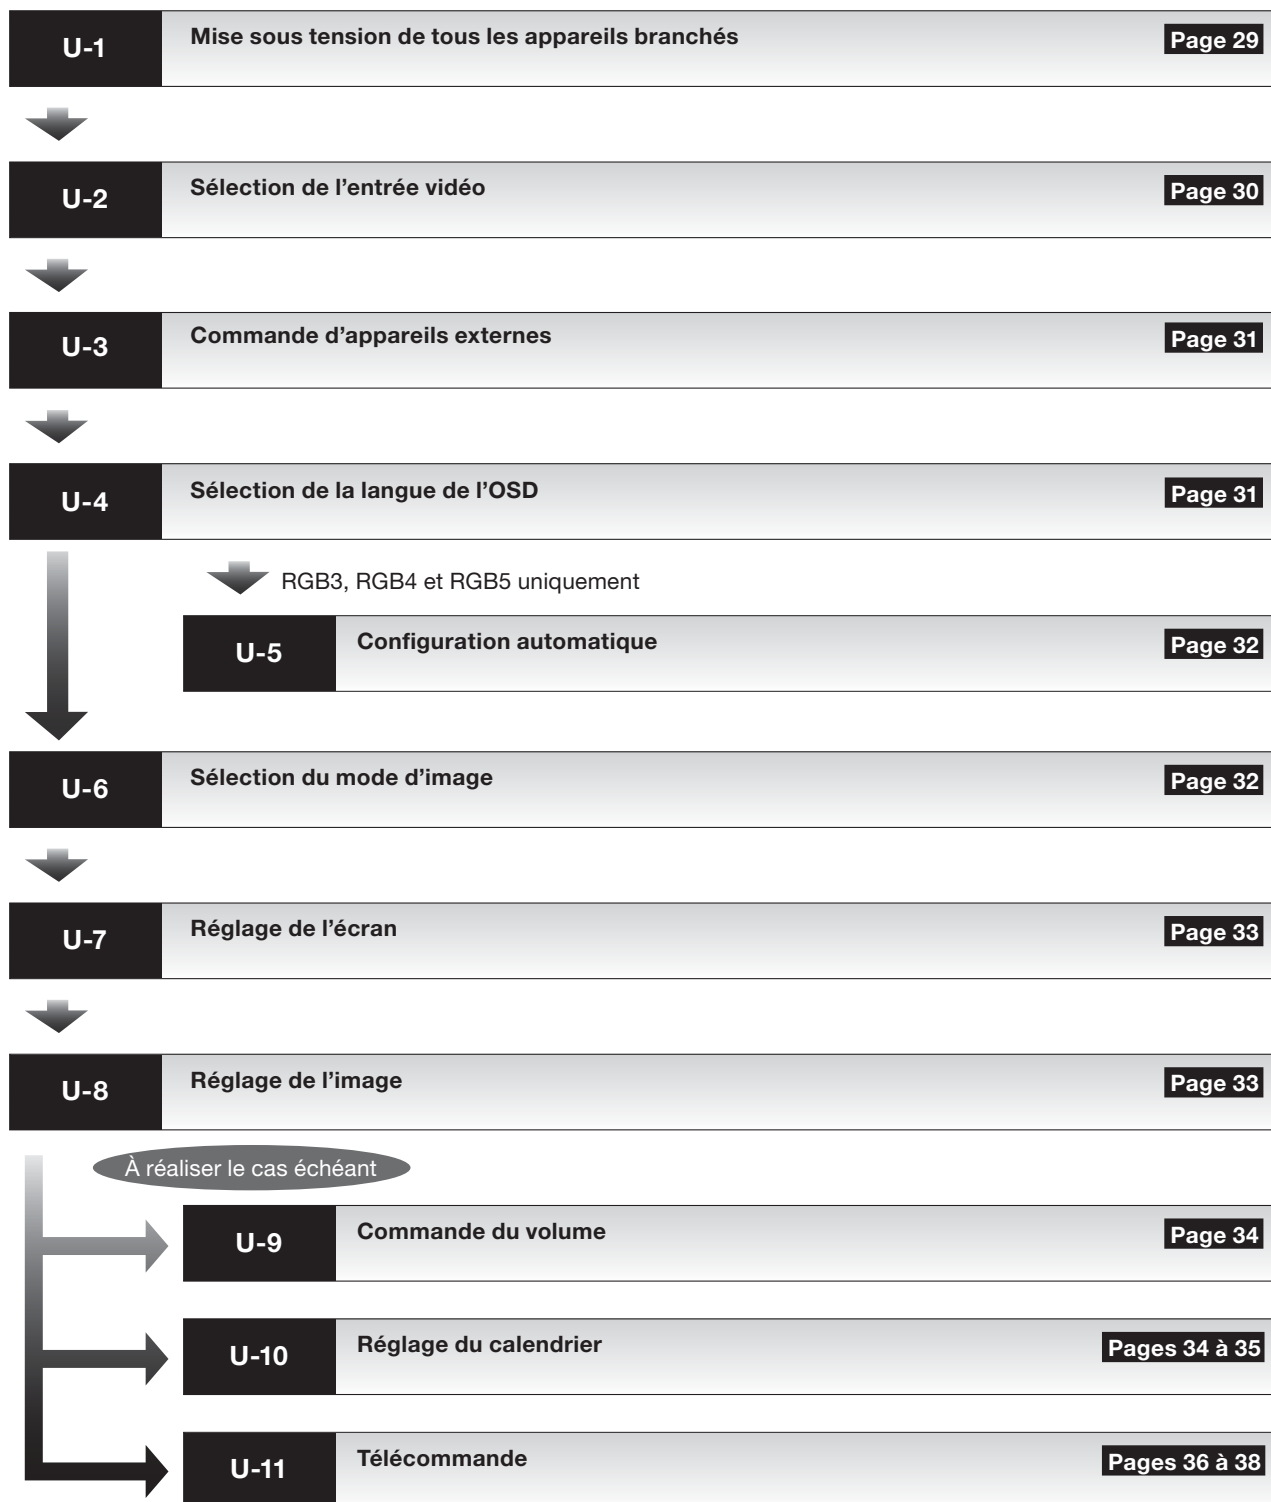 U-1 Mise sous tension de tous les appareils branchés Page 29
U-2 Sélection de l’entrée vidéo Page 30
U-3 Commande d’appareils externes Page 31
U-4 Sélection de la langue de l’OSD Page 31
RGB3, RGB4 et RGB5 uniquement
U-5 Configuration automatique Page 32
U-6 Sélection du mode d’image Page 32
U-7 Réglage de l’écran Page 33
U-8 Réglage de l’image Page 33
À réaliser le cas échéant
U-9 Commande du volume Page 34
U-10 Réglage du calendrier Pages 34 à 35
U-11 Télécommande Pages 36 à 38